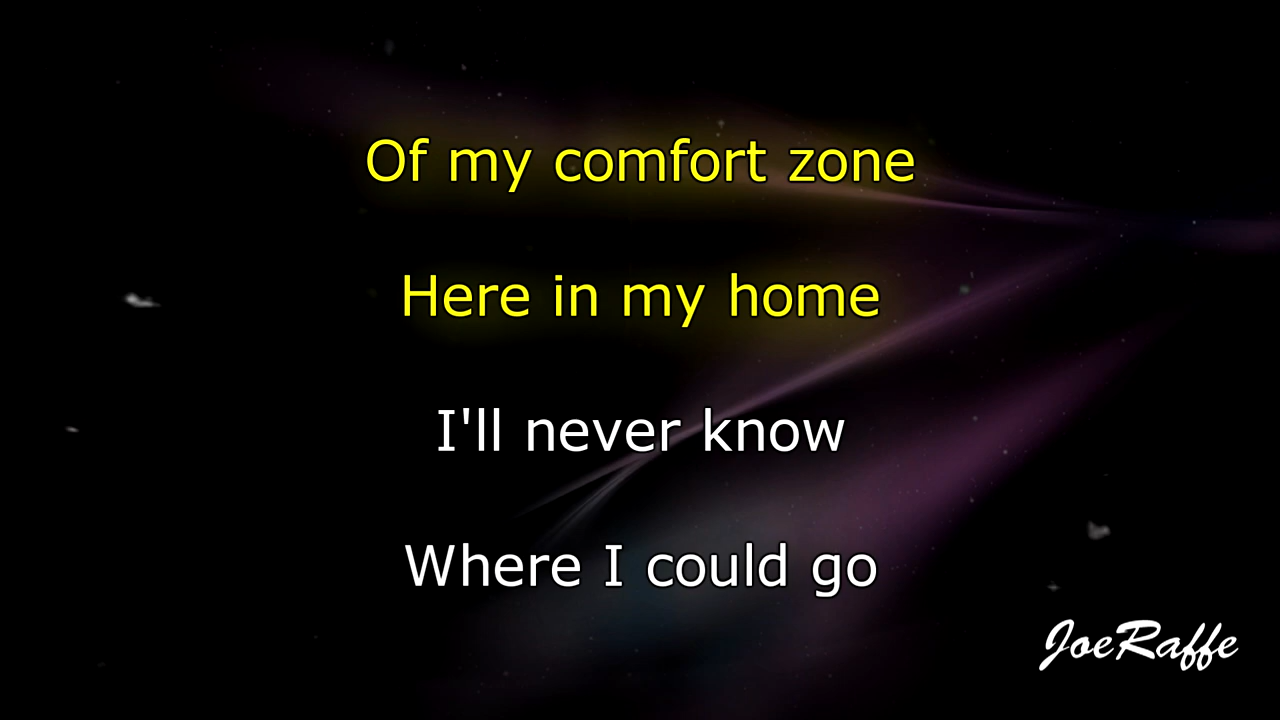 Of my comfort zone
Here in my home
I'll never know
Where I could go
JoeRaffe